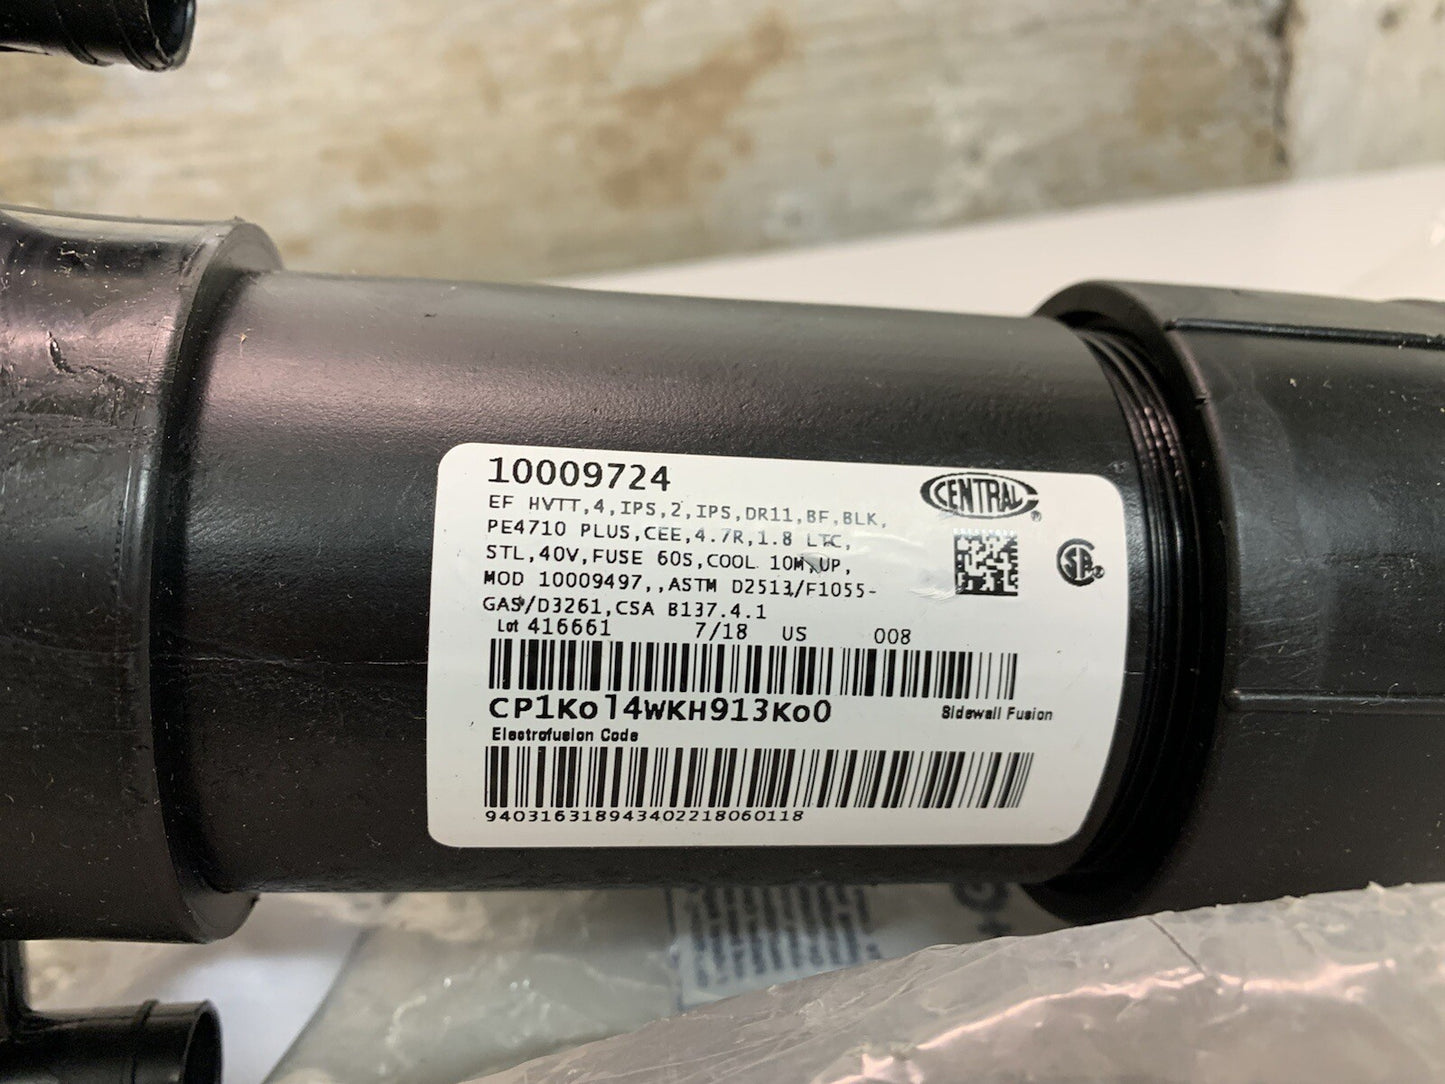 10009724
CENTRAL®
EF HVTT,4,IPS,2,IPS,DR11,BF,BLK,
PE4710 PLUS,CEE,4.7R,1.8 LTC,
STL,40V,FUSE 60S,COOL 10M,UP,
MOD 10009497,,ASTM D2513/F1055-
GAS/D3261,CSA B137.4.1
Lot 416661 7/18 US 008
CP1Ko14WKH913Ko0
Sidewall Fusion
Electrofusion Code
940316318943402218060118